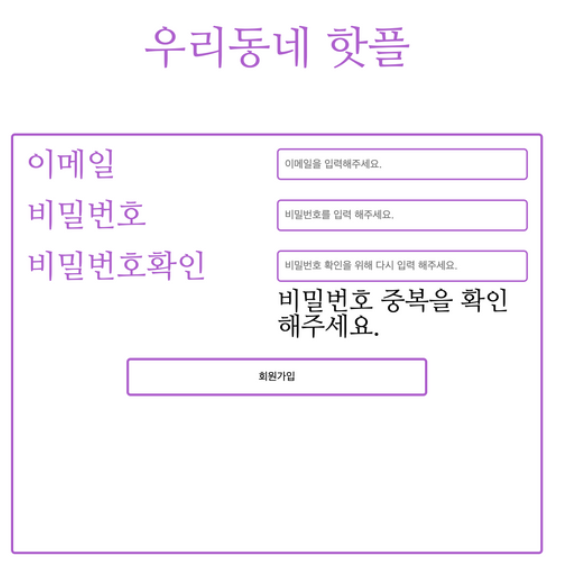 우리동네 핫플
이메일
이메일을 입력해주세요.
비밀번호
비밀번호를 입력 해주세요.
비밀번호확인
비밀번호 확인을 위해 다시 입력 해주세요.
비밀번호 중복을 확인
해주세요.
회원가입